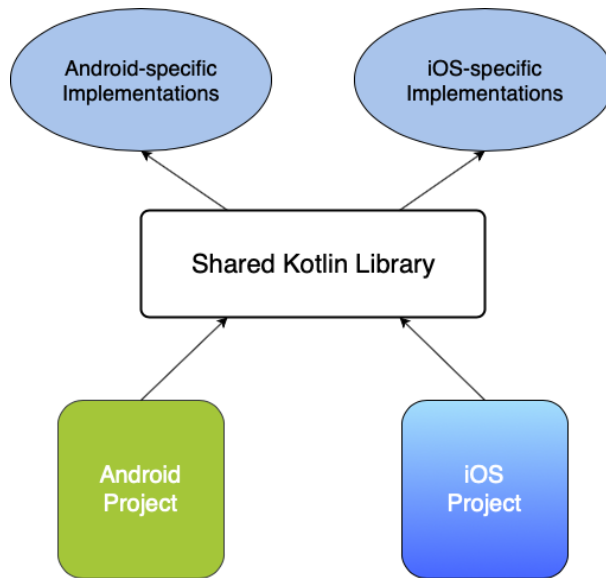 Android-specific
Implementations
iOS-specific
Implementations
Shared Kotlin Library
Android
Project
iOS
Project